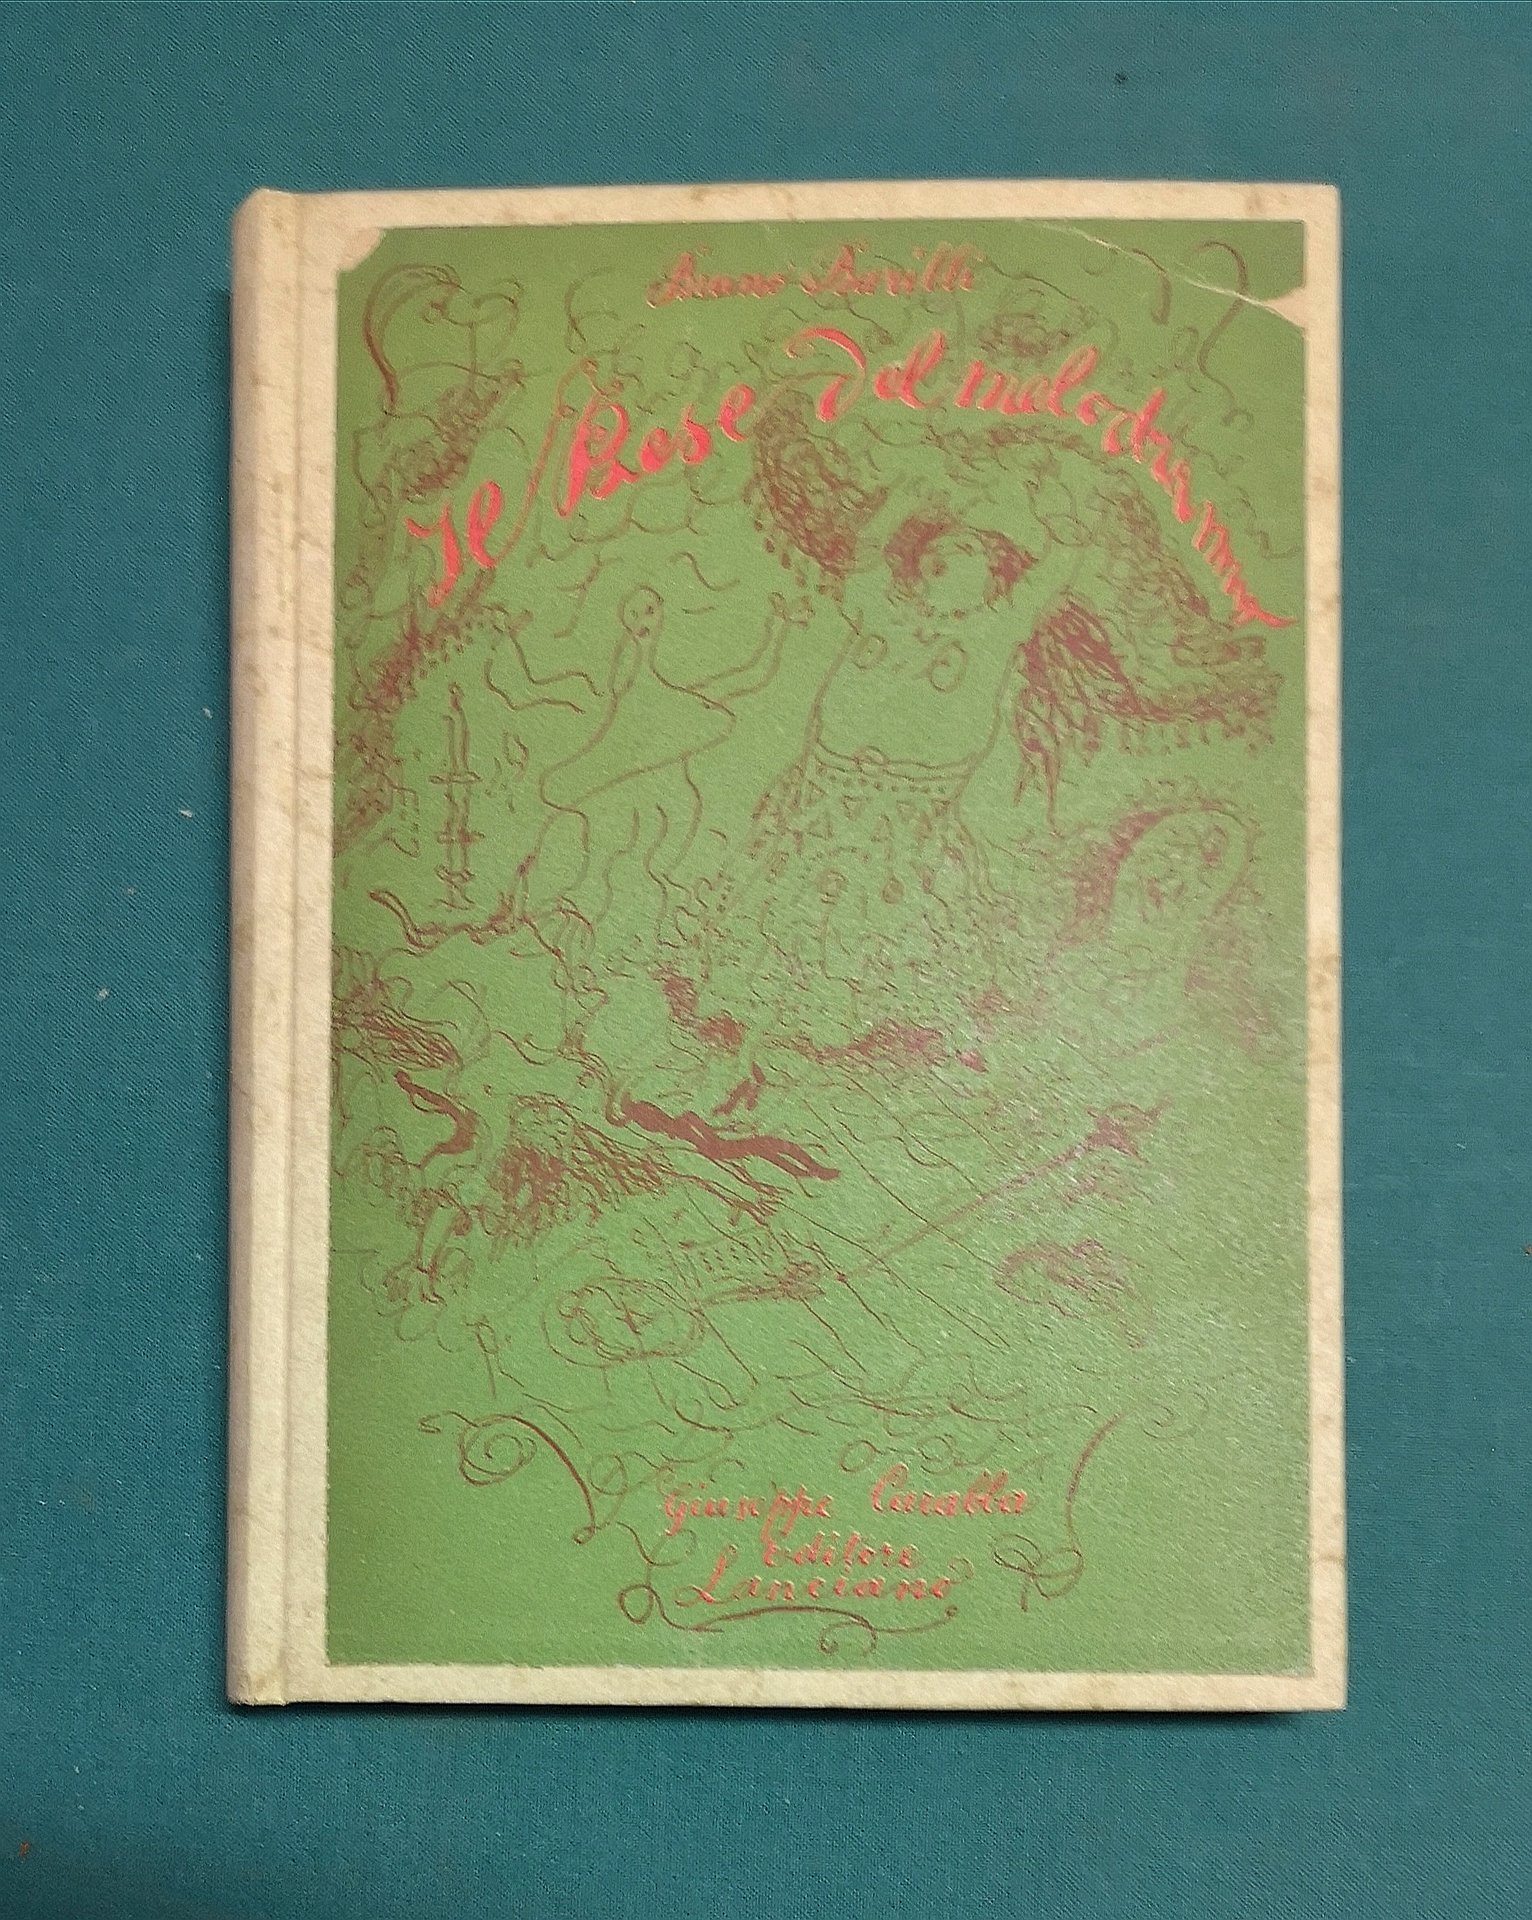 Bruno Barilli
Il Paese del melodramma
Giuseppe Carabba
Editore
Lanciano